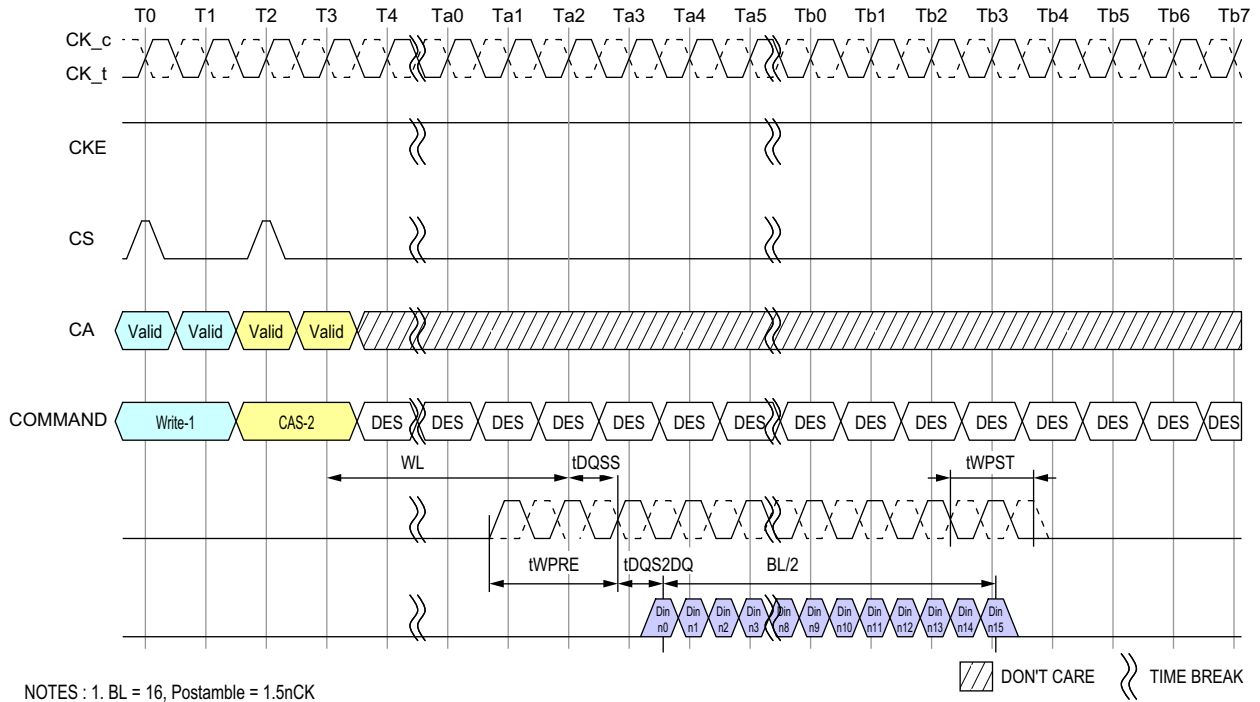 T0 T1 T2 T3 T4 Ta0 Ta1 Ta2 Ta3 Ta4 Ta5 Tb0 Tb1 Tb2 Tb3 Tb4 Tb5 Tb6 Tb7
CK_c
CK_t
CKE
CS
CA Valid Valid Valid Valid
COMMAND Write-1 CAS-2 DES DES DES DES DES DES DES DES DES DES DES DES DES DES DES
WL tDQSS tWPST
tWPRE tDQS2DQ BL/2
Din Din Din Din Din Din Din Din Din Din Din Din
n0 n1 n2 n3 n8 n9 n10 n11 n12 n13 n14 n15
DON'T CARE TIME BREAK
NOTES : 1. BL = 16, Postamble = 1.5nCK